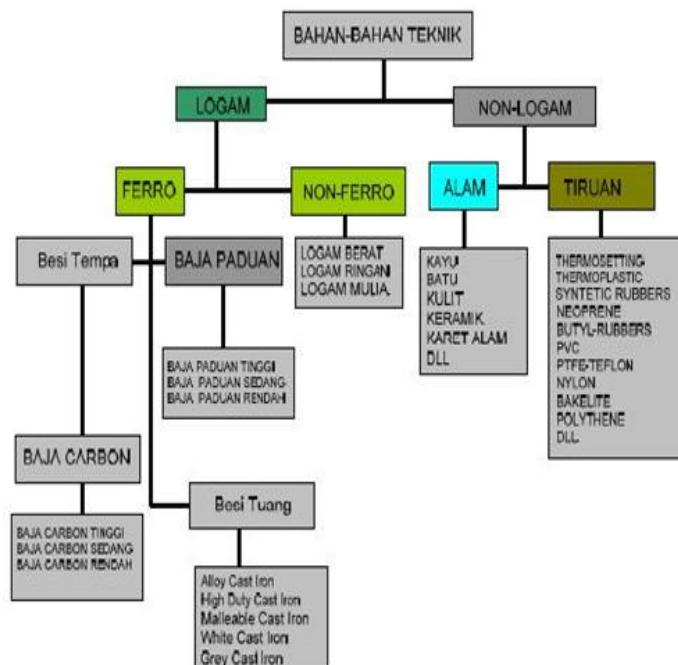 BAHAN-BAHAN TEKNIK
LOGAM
NON-LOGAM
FERRO
NON-FERRO
ALAM
TIRUAN
Besi Tempa
BAJA PADUAN
LOGAM BERAT
LOGAM RINGAN
LOGAM MULIA.
KAYU
BATU
KULIT
KERAMIK.
KARET ALAM
DLL
THERMOSETTING
THERMOPLASTIC
SYNTETIC RUBBERS
NEOPRENE
BUTYL-RUBBERS
PVC
PTFE-TEFLON
NYLON
BAKELITE
POLYTHENE
DLL.
BAJA PADUAN TINGGI
BAJA PADUAN SEDANG
BAJA PADUAN RENDAH
BAJA CARBON
BAJA CARBON TINGGI
BAJA CARBON SEDANG
BAJA CARBON RENDAH
Besi Tuang
Alloy Cast Iron
High Duty Cast Iron
Malleable Cast Iron
White Cast Iron
Grey Cast Iron